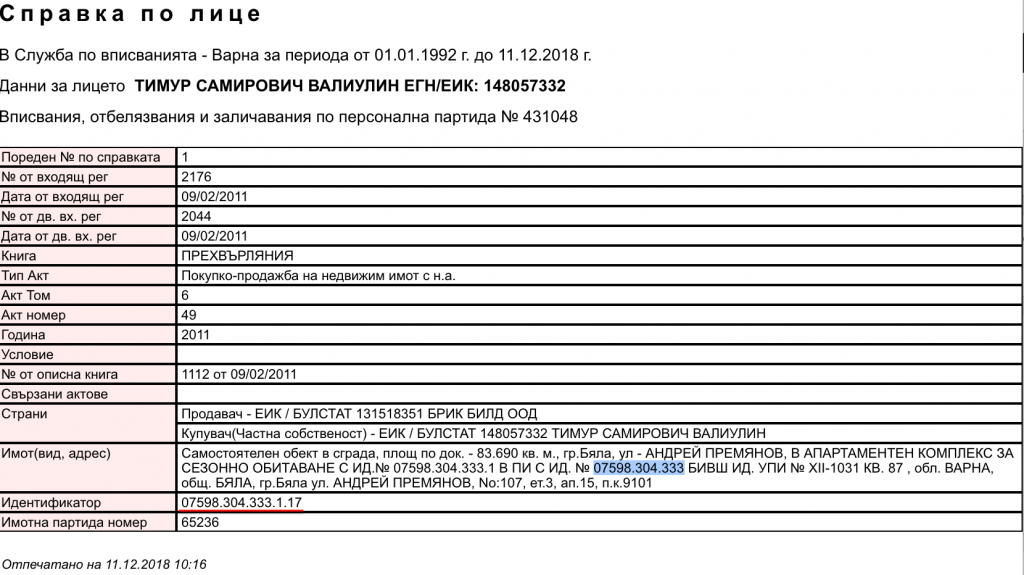 Справка по лице
В Служба по вписванията - Варна за периода от 01.01.1992 г. до 11.12.2018 г.
Данни за лицето ТИМУР САМИРОВИЧ ВАЛИУЛИН ЕГН/ЕИК: 148057332
Вписвания, отбелязвания и заличавания по персонална партида № 431048
Пореден № по справката 1
№ от входящ рег 2176
Дата от входящ рег 09/02/2011
№ от дв. вх. рег 2044
Дата от дв. вх. рег 09/02/2011
Книга ПРЕХВЪРЛЯНИЯ
Тип Акт Покупко-продажба на недвижим имот с н.а.
Акт Том 6
Акт номер 49
Година 2011
Условие
№ от описна книга 1112 от 09/02/2011
Свързани актове
Страни Продавач - ЕИК / БУЛСТАТ 131518351 БРИК БИЛД ООД
Купувач(Частна собственост) - ЕИК / БУЛСТАТ 148057332 ТИМУР САМИРОВИЧ ВАЛИУЛИН
Имот(вид, адрес) Самостоятелен обект в сграда, площ по док. - 83.690 кв. м., гр.Бяла, ул - АНДРЕЙ ПРЕМЯНОВ, В АПАРТАМЕНТЕН КОМПЛЕКС ЗА
СЕЗОННО ОБИТАВАНЕ С ИД.№ 07598.304.333.1 В ПИ С ИД. № 07598.304.333 БИВШ ИД. УПИ № XII-1031 КВ. 87 , обл. ВАРНА,
общ. БЯЛА, гр.Бяла ул. АНДРЕЙ ПРЕМЯНОВ, No:107, ет.3, ап.15, п.к.9101
Идентификатор 07598.304.333.1.17
Имотна партида номер 65236
Отпечатано на 11.12.2018 10:16